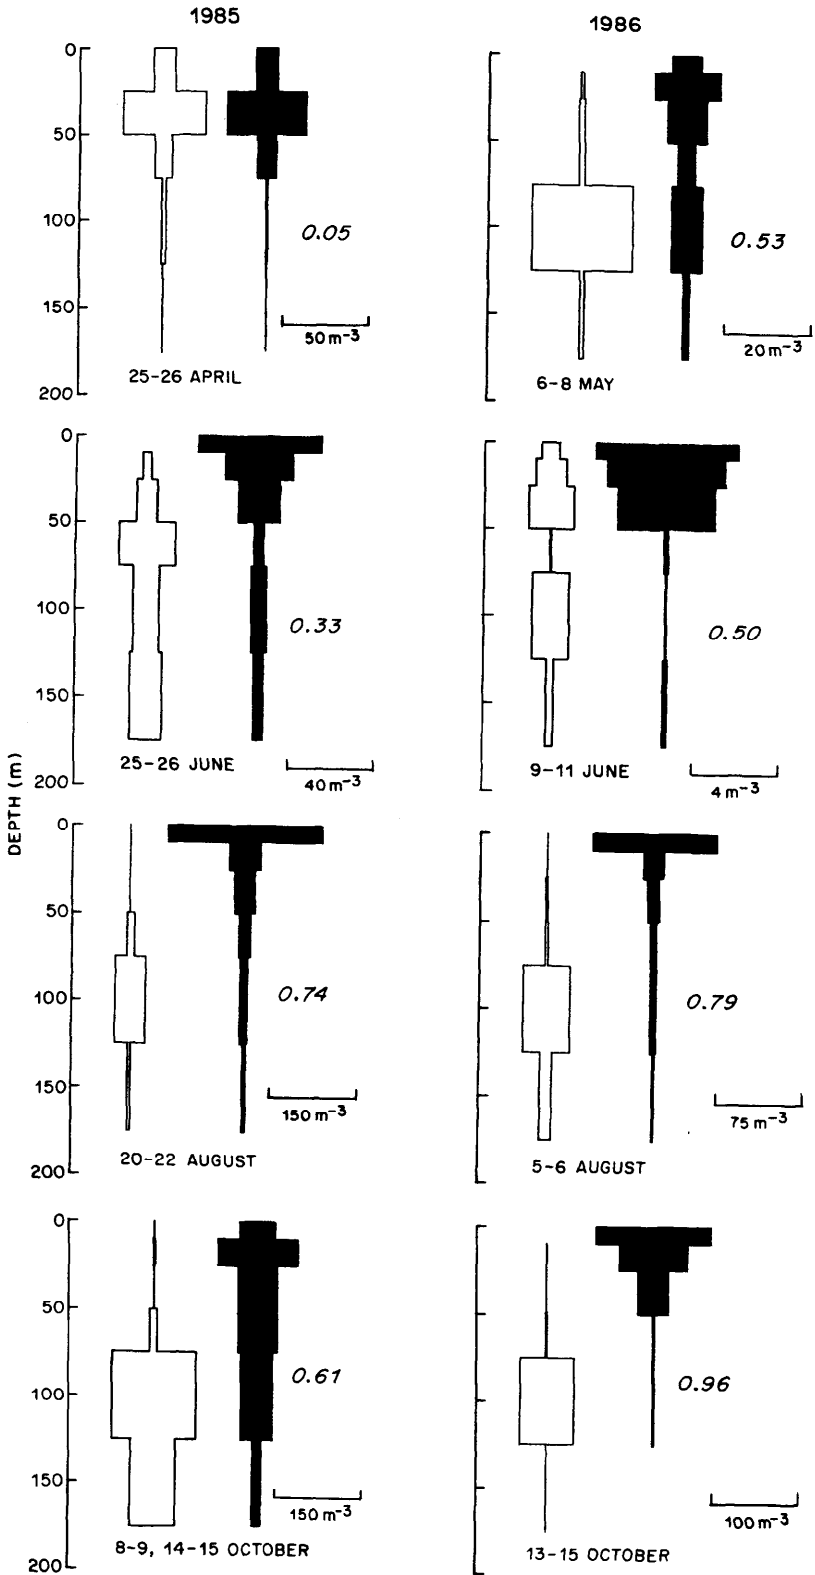 1985
1986
0
50
100
150
200
0.05
50 m⁻³
25-26 APRIL
0.53
20 m⁻³
6-8 MAY
0
50
100
150
200
0.33
40 m⁻³
25-26 JUNE
0.50
4 m⁻³
9-11 JUNE
DEPTH (m)
0
50
100
150
200
0.74
150 m⁻³
20-22 AUGUST
0.79
75 m⁻³
5-6 AUGUST
0
50
100
150
200
0.61
150 m⁻³
8-9, 14-15 OCTOBER
0.96
100 m⁻³
13-15 OCTOBER